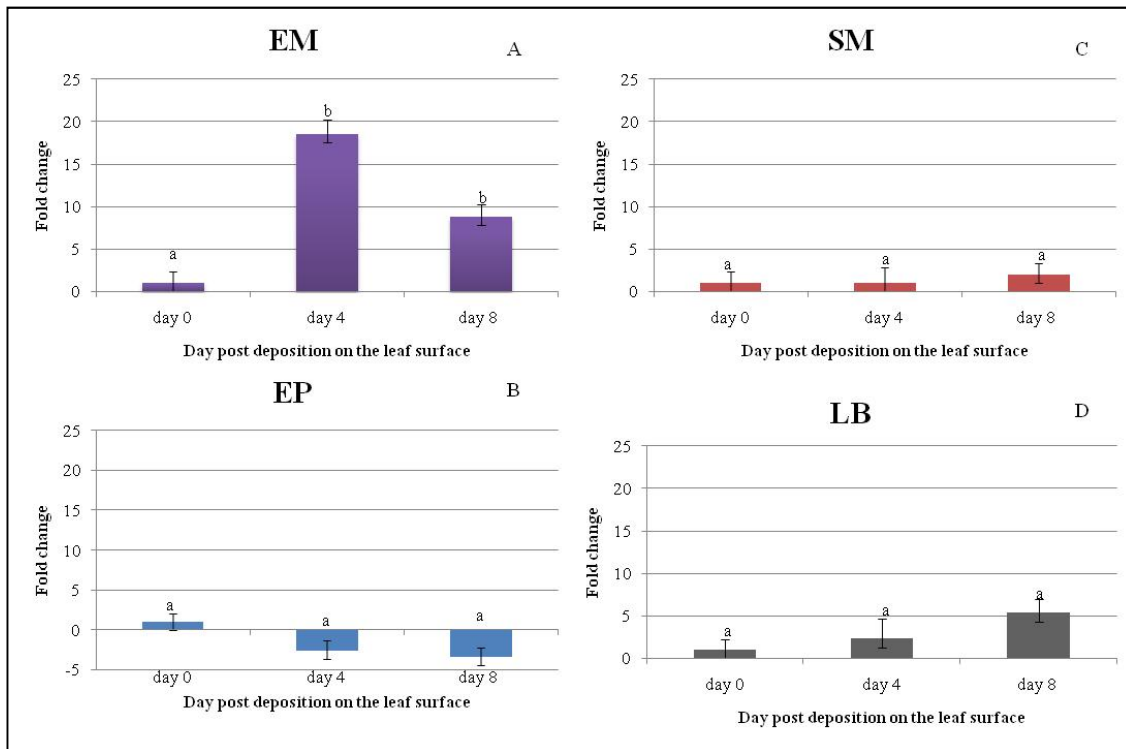 EM
A
25
20
15
10
5
0
Fold change
a
b
b
day 0
day 4
day 8
Day post deposition on the leaf surface
SM
C
25
20
15
10
5
0
Fold change
a
a
a
day 0
day 4
day 8
Day post deposition on the leaf surface
EP
B
25
20
15
10
5
0
-5
Fold change
a
a
a
day 0
day 4
day 8
Day post deposition on the leaf surface
LB
D
25
20
15
10
5
0
Fold change
a
a
a
day 0
day 4
day 8
Day post deposition on the leaf surface